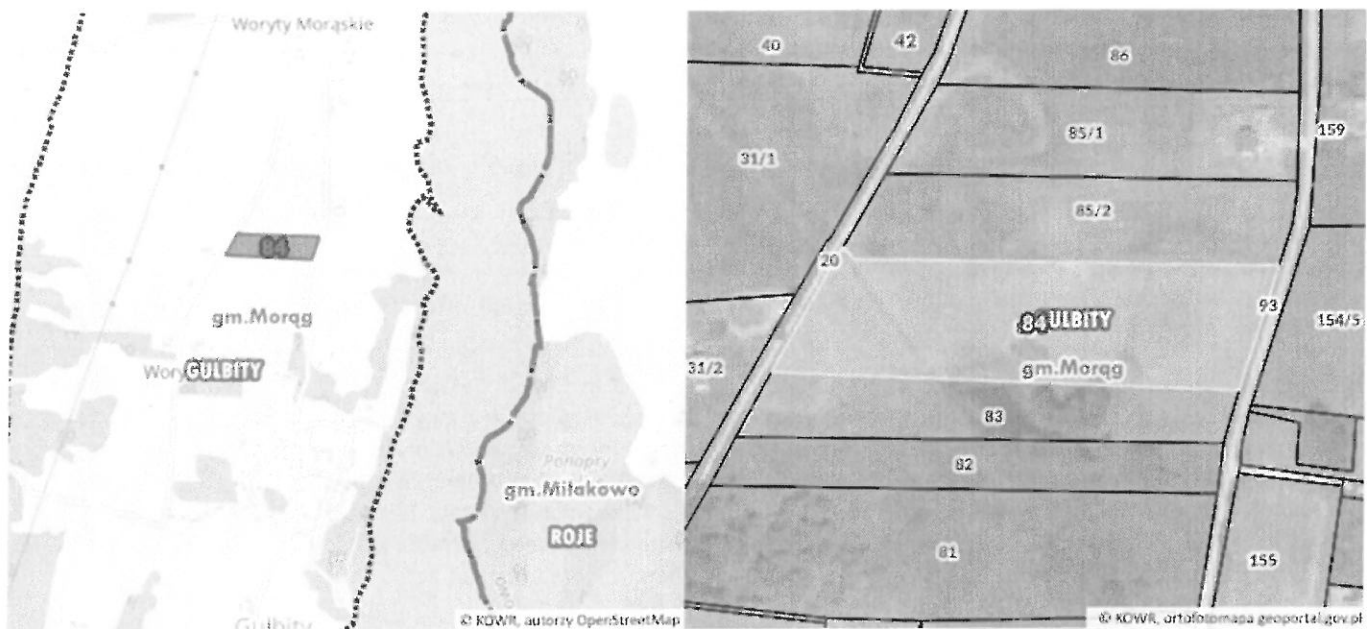 Woryty Morąskie
84
gm.Morąg
GULBITY
gm.Miłakowo
ROJE
Gulbity
© KOWR, autorzy OpenStreetMap
40
42
86
85/1
159
31/1
85/2
20
93
84
ULBITY
154/5
31/2
gm.Morąg
83
82
81
155
© KOWR, ortofotomapa geoportal.gov.pl